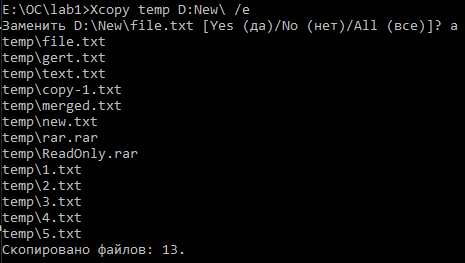 E:\OC\lab1>Xcopy temp D:New\ /e
Заменить D:\New\file.txt [Yes (да)/No (нет)/All (все)]? a
temp\file.txt
temp\gert.txt
temp\text.txt
temp\copy-1.txt
temp\merged.txt
temp\new.txt
temp\rar.rar
temp\ReadOnly.rar
temp\1.txt
temp\2.txt
temp\3.txt
temp\4.txt
temp\5.txt
Скопировано файлов: 13.